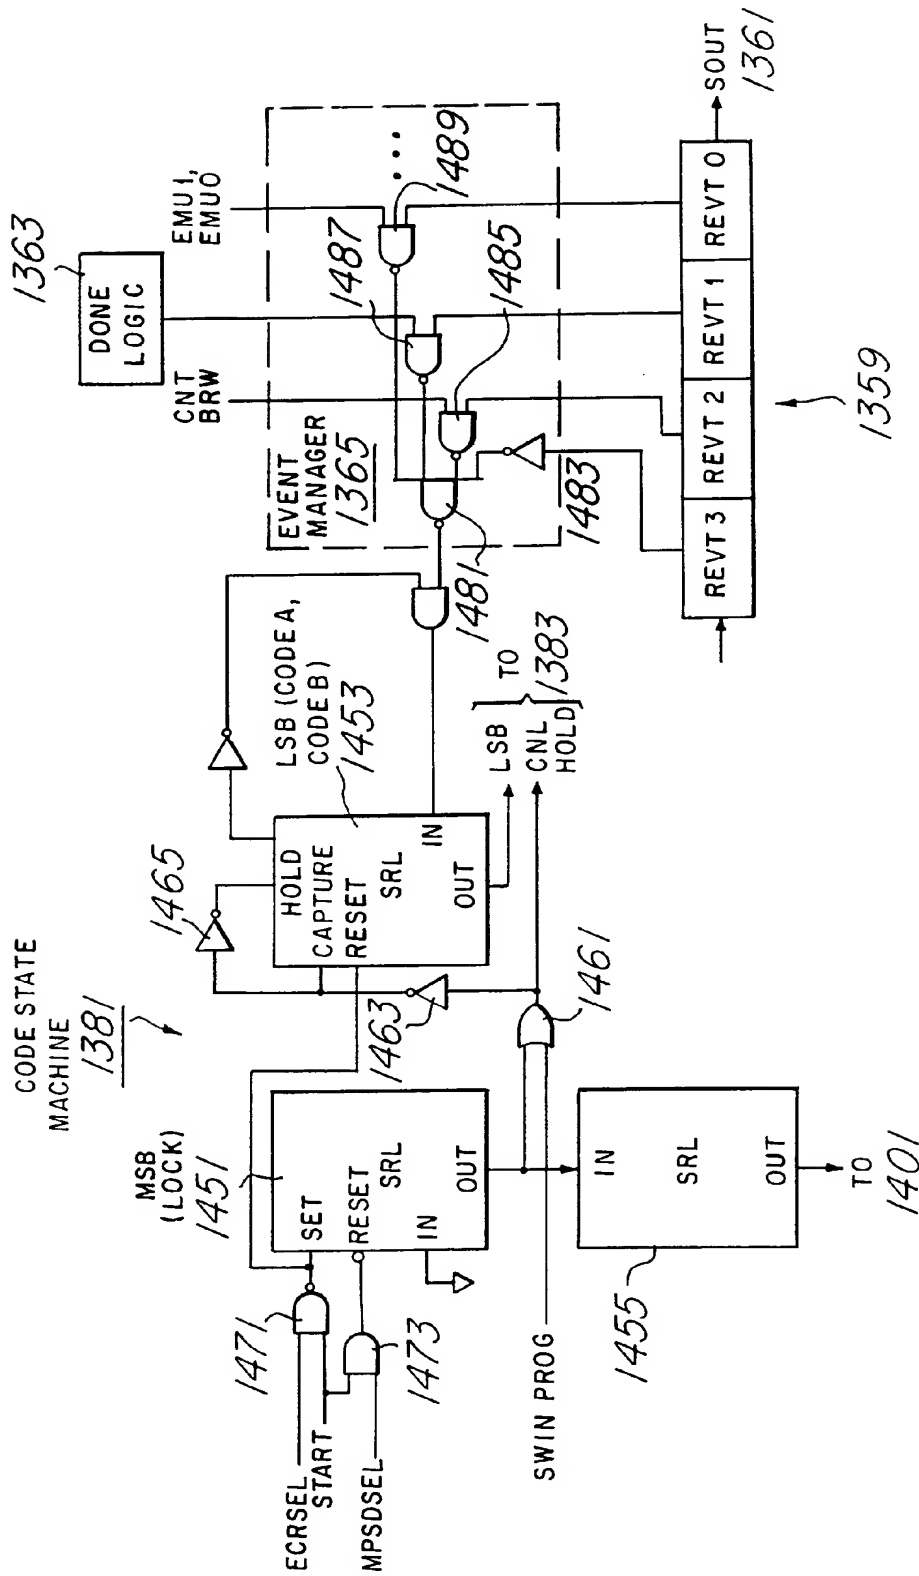 CODE STATE
MACHINE
1381
MSB
(LOCK)
1451
SET
RESET
SRL
IN
OUT
1471
1473
ECRSEL
START
MPSDSEL
SWIN PROG
1455
IN
SRL
OUT
TO
1401
1461
1463
1465
HOLD
CAPTURE
RESET
SRL
IN
OUT
LSB (CODE A,
CODE B)
1453
LSB
CNL
HOLD
TO
1383
EVENT
MANAGER
1365
1481
1483
1485
1487
1489
CNT
BRW
DONE
LOGIC
1363
EMU1,
EMU0
REVT 3
REVT 2
REVT 1
REVT 0
1359
SOUT
1361